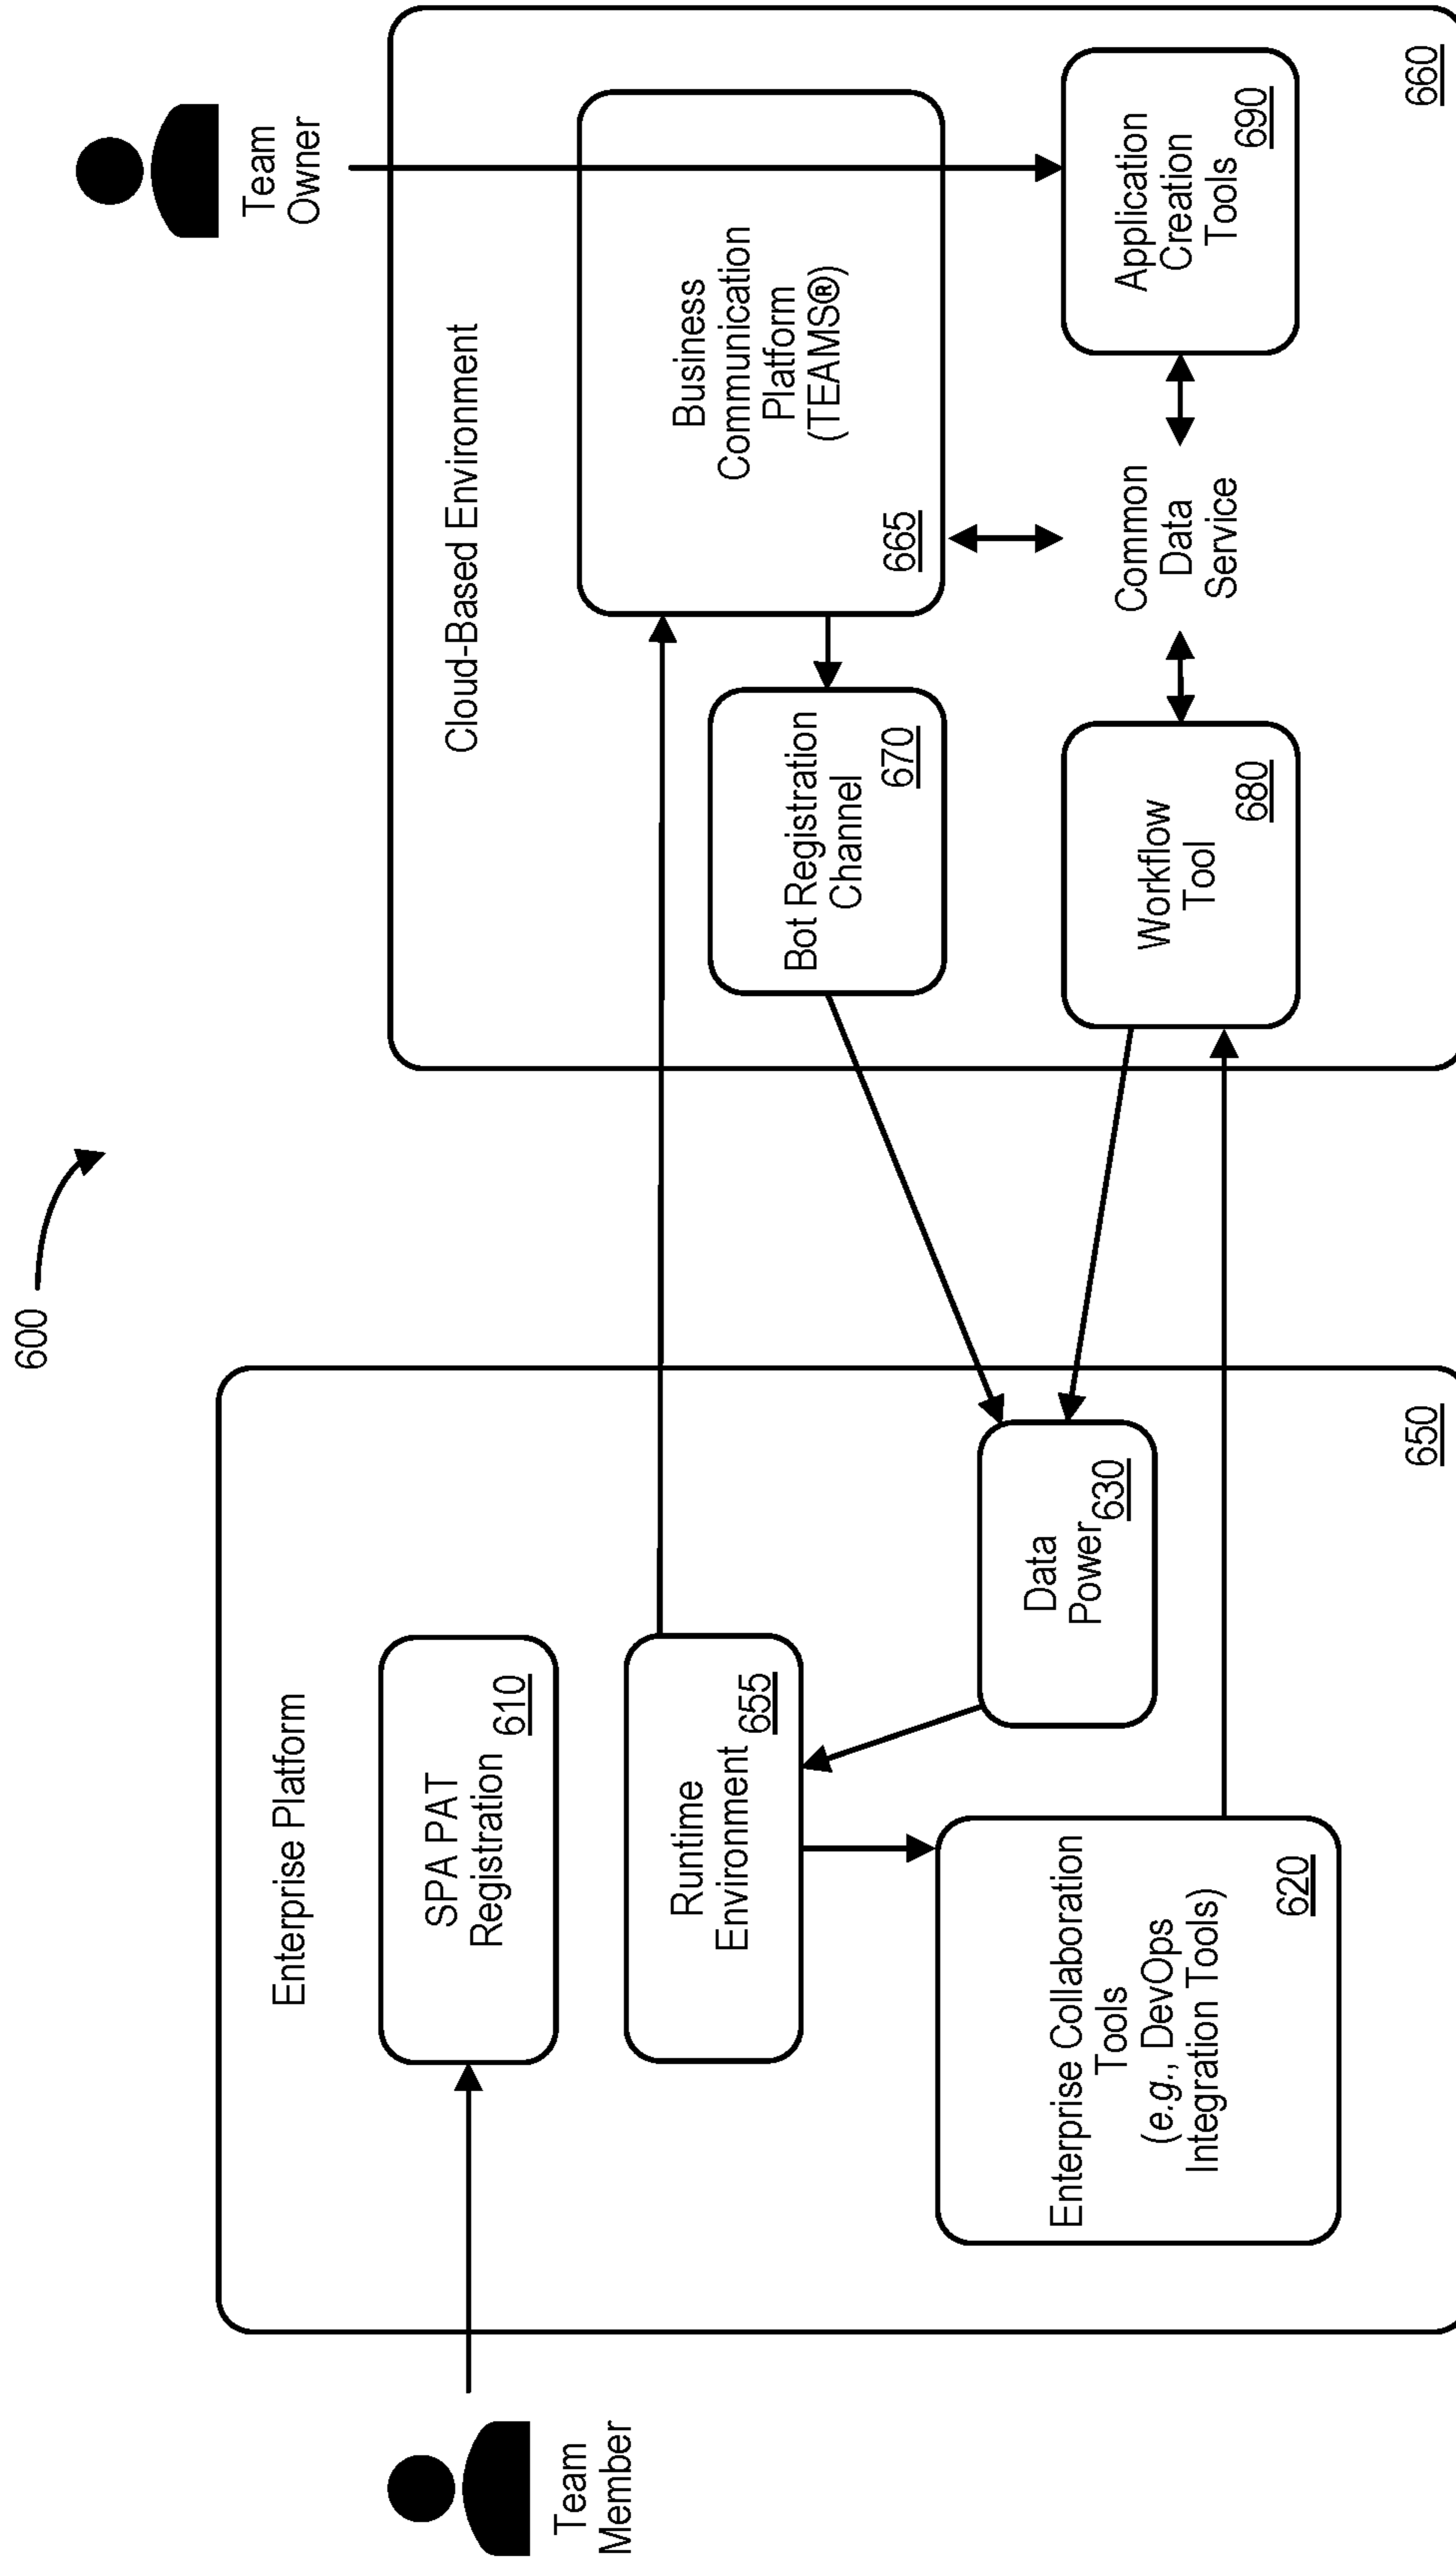 600
Team
Member
Enterprise Platform
SPA PAT
Registration
610
Runtime
Environment
655
Data
Power
630
Enterprise Collaboration
Tools
(e.g., DevOps
Integration Tools)
620
650
Team
Owner
Cloud-Based Environment
Business
Communication
Platform
(TEAMS®)
665
Bot Registration
Channel
670
Workflow
Tool
680
Common
Data
Service
Application
Creation
Tools
690
660